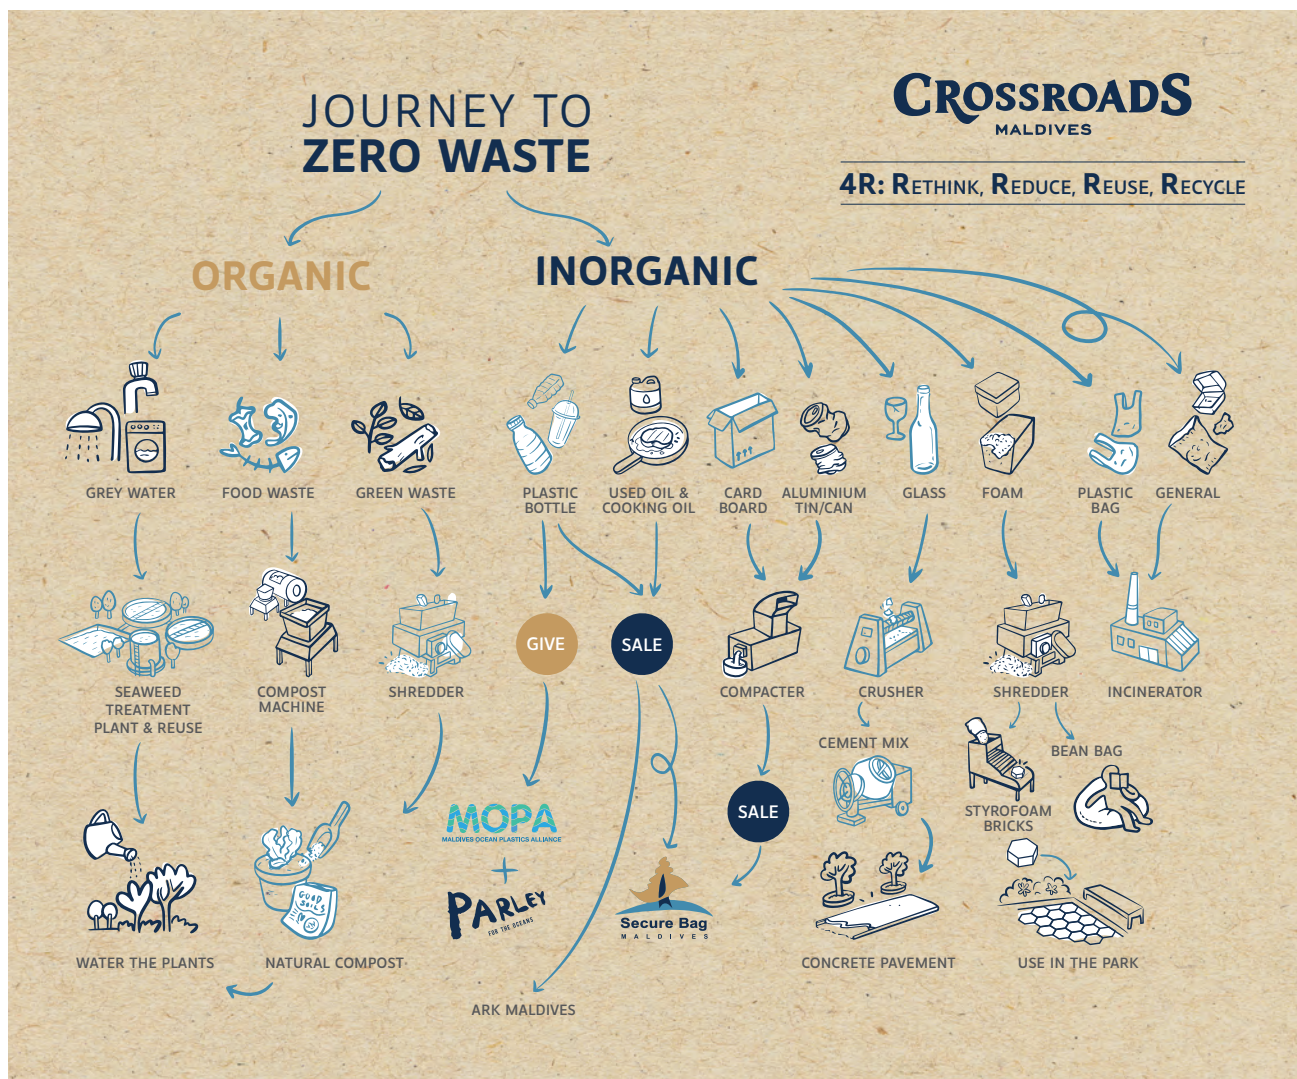 JOURNEY TO
ZERO WASTE
CROSSROADS
MALDIVES
4R: RETHINK, REDUCE, REUSE, RECYCLE
ORGANIC
INORGANIC
GREY WATER
FOOD WASTE
GREEN WASTE
PLASTIC
BOTTLE
USED OIL &
COOKING OIL
CARD
BOARD
ALUMINIUM
TIN/CAN
GLASS
FOAM
PLASTIC
BAG
GENERAL
SEAWEED
TREATMENT
PLANT & REUSE
COMPOST
MACHINE
SHREDDER
GIVE
SALE
COMPACTER
CRUSHER
SHREDDER
INCINERATOR
CEMENT MIX
BEAN BAG
SALE
STYROFOAM
BRICKS
MOPA
MALDIVES OCEAN PLASTICS ALLIANCE
+
PARLEY
FOR THE OCEANS
Secure Bag
MALDIVES
GOOD
SOILS
WATER THE PLANTS
NATURAL COMPOST
CONCRETE PAVEMENT
USE IN THE PARK
ARK MALDIVES